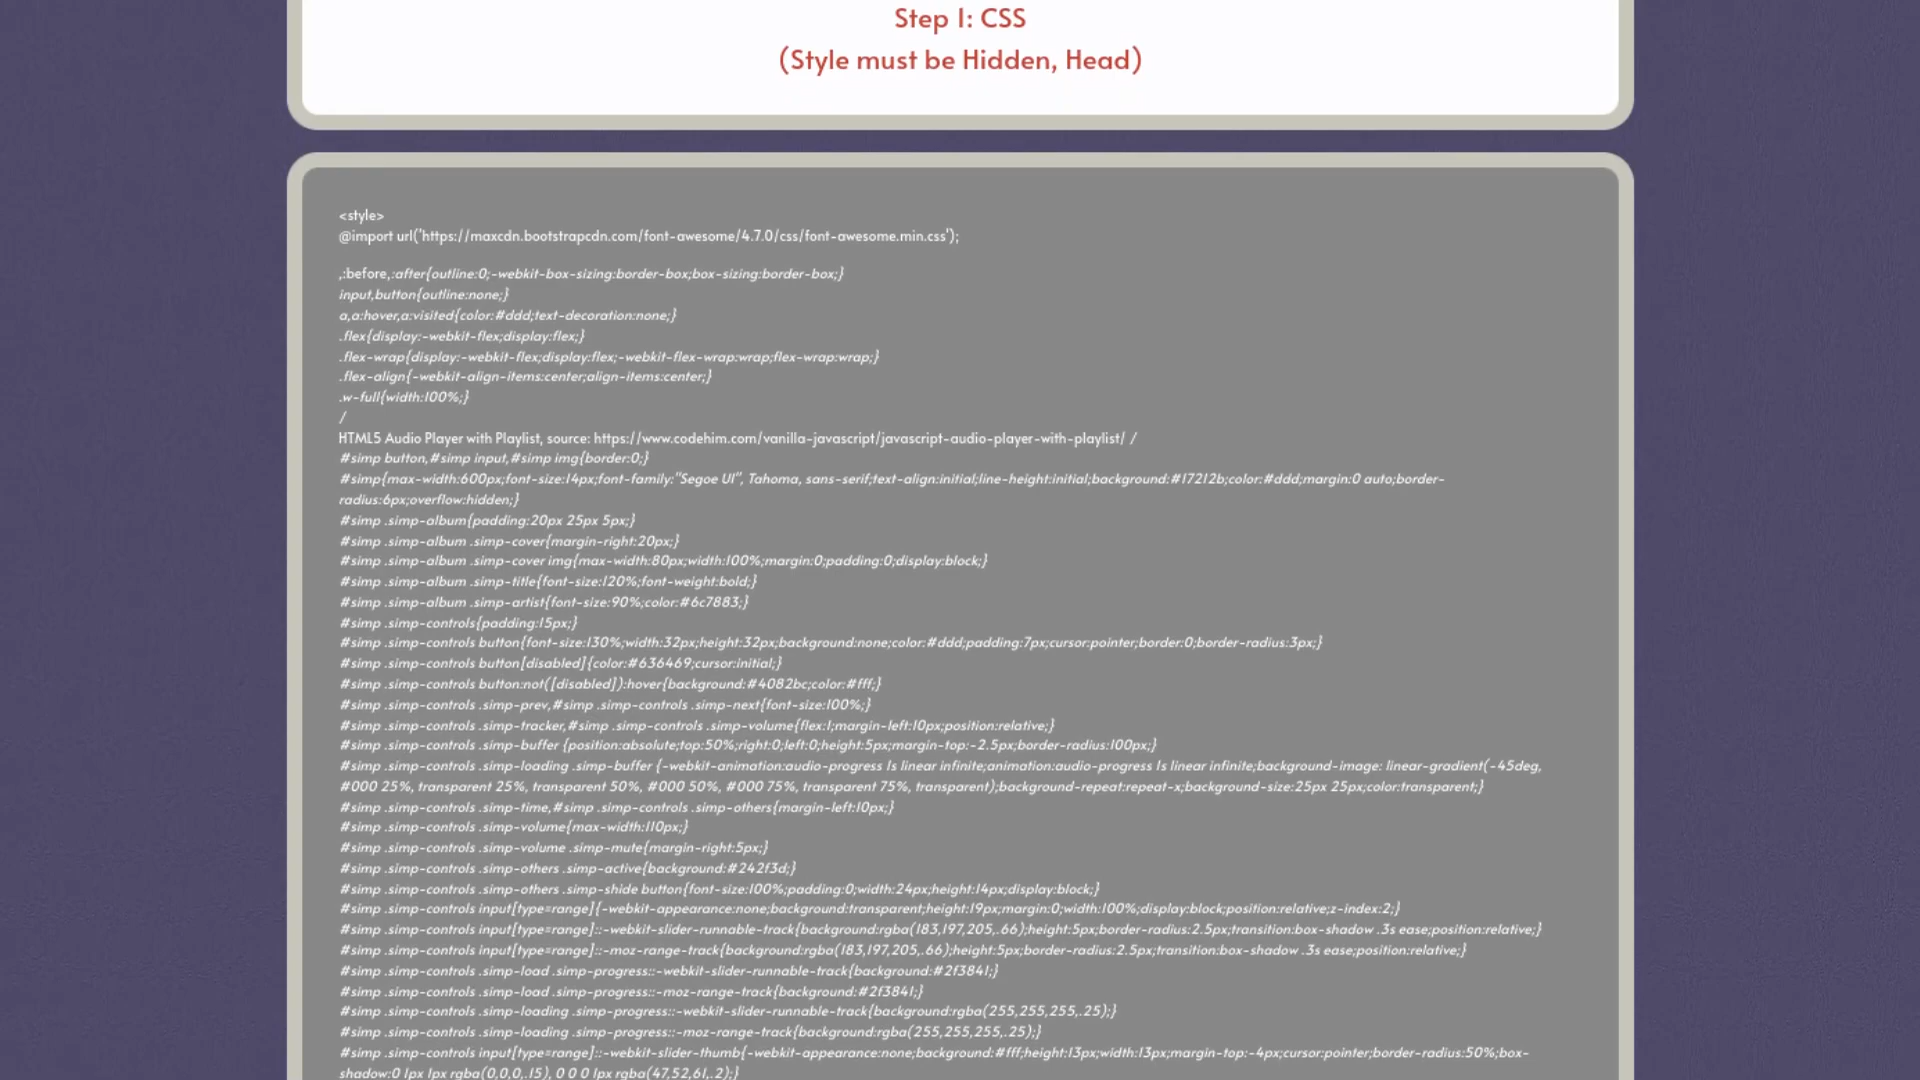 Step 1: CSS
(Style must be Hidden, Head)
<style>
@import url('https://maxcdn.bootstrapcdn.com/font-awesome/4.7.0/css/font-awesome.min.css');
,:before,:after{outline:0;-webkit-box-sizing:border-box;box-sizing:border-box;}
input,button{outline:none;}
a,a:hover,a:visited{color:#ddd;text-decoration:none;}
.flex{display:-webkit-flex;display:flex;}
.flex-wrap{display:-webkit-flex;display:flex;-webkit-flex-wrap:wrap;flex-wrap:wrap;}
.flex-align{-webkit-align-items:center;align-items:center;}
.w-full{width:100%;}
/
HTML5 Audio Player with Playlist, source: https://www.codehim.com/vanilla-javascript/javascript-audio-player-with-playlist/ /
#simp button,#simp input,#simp img{border:0;}
#simp{max-width:600px;font-size:14px;font-family:"Segoe UI", Tahoma, sans-serif;text-align:initial;line-height:initial;background:#17212b;color:#ddd;margin:0 auto;border-
radius:6px;overflow:hidden;}
#simp .simp-album{padding:20px 25px 5px;}
#simp .simp-album .simp-cover{margin-right:20px;}
#simp .simp-album .simp-cover img{max-width:80px;width:100%;margin:0;padding:0;display:block;}
#simp .simp-album .simp-title{font-size:120%;font-weight:bold;}
#simp .simp-album .simp-artist{font-size:90%;color:#6c7883;}
#simp .simp-controls{padding:15px;}
#simp .simp-controls button{font-size:130%;width:32px;height:32px;background:none;color:#ddd;padding:7px;cursor:pointer;border:0;border-radius:3px;}
#simp .simp-controls button[disabled]{color:#636469;cursor:initial;}
#simp .simp-controls button:not([disabled]):hover{background:#4082bc;color:#fff;}
#simp .simp-controls .simp-prev,#simp .simp-controls .simp-next{font-size:100%;}
#simp .simp-controls .simp-tracker,#simp .simp-controls .simp-volume{flex:1;margin-left:10px;position:relative;}
#simp .simp-controls .simp-buffer {position:absolute;top:50%;right:0;left:0;height:5px;margin-top:-2.5px;border-radius:100px;}
#simp .simp-controls .simp-loading .simp-buffer {-webkit-animation:audio-progress 1s linear infinite;animation:audio-progress 1s linear infinite;background-image: linear-gradient(-45deg,
#000 25%, transparent 25%, transparent 50%, #000 50%, #000 75%, transparent 75%, transparent);background-repeat:repeat-x;background-size:25px 25px;color:transparent;}
#simp .simp-controls .simp-time,#simp .simp-controls .simp-others{margin-left:10px;}
#simp .simp-controls .simp-volume{max-width:110px;}
#simp .simp-controls .simp-volume .simp-mute{margin-right:5px;}
#simp .simp-controls .simp-others .simp-active{background:#242f3d;}
#simp .simp-controls .simp-others .simp-shide button{font-size:100%;padding:0;width:24px;height:14px;display:block;}
#simp .simp-controls input[type=range]{-webkit-appearance:none;background:transparent;height:19px;margin:0;width:100%;display:block;position:relative;z-index:2;}
#simp .simp-controls input[type=range]::-webkit-slider-runnable-track{background:rgba(183,197,205,.66);height:5px;border-radius:2.5px;transition:box-shadow .3s ease;position:relative;}
#simp .simp-controls input[type=range]::-moz-range-track{background:rgba(183,197,205,.66);height:5px;border-radius:2.5px;transition:box-shadow .3s ease;position:relative;}
#simp .simp-controls .simp-load .simp-progress::-webkit-slider-runnable-track{background:#2f3841;}
#simp .simp-controls .simp-load .simp-progress::-moz-range-track{background:#2f3841;}
#simp .simp-controls .simp-loading .simp-progress::-webkit-slider-runnable-track{background:rgba(255,255,255,.25);}
#simp .simp-controls .simp-loading .simp-progress::-moz-range-track{background:rgba(255,255,255,.25);}
#simp .simp-controls input[type=range]::-webkit-slider-thumb{-webkit-appearance:none;background:#fff;height:13px;width:13px;margin-top:-4px;cursor:pointer;border-radius:50%;box-
shadow:0 1px 1px rgba(0,0,0,.15), 0 0 0 1px rgba(47,52,61,.2);}